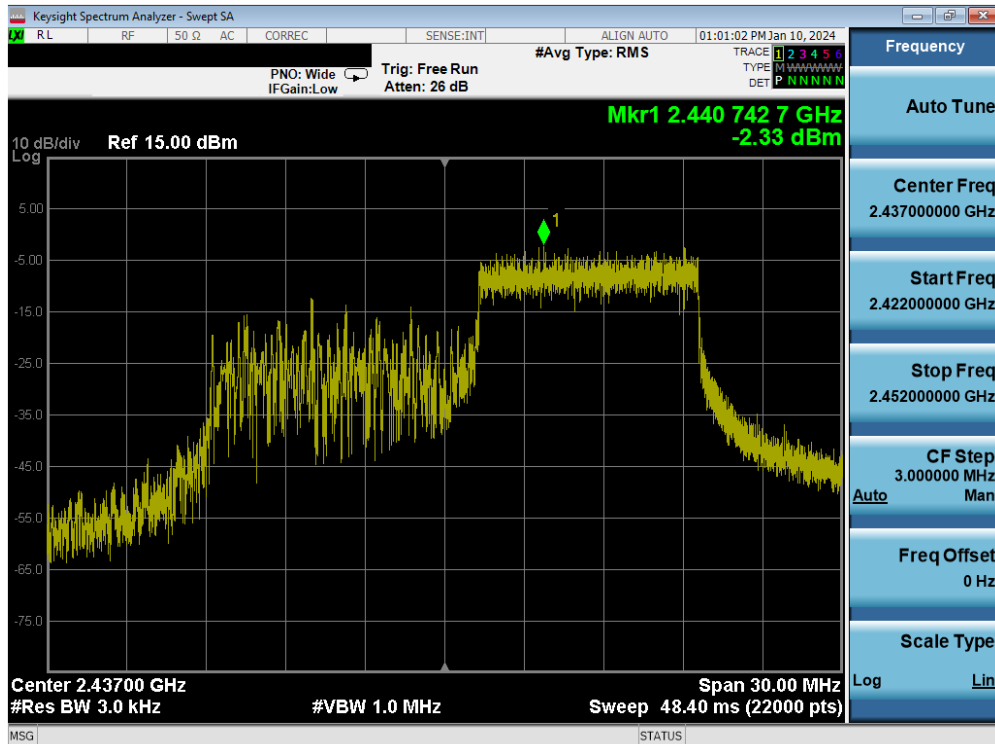 Keysight Spectrum Analyzer - Swept SA
LXI RL RF 50 Ω AC CORREC SENSE:INT ALIGN AUTO 01:01:02 PM Jan 10, 2024
#Avg Type: RMS
TRACE 1 2 3 4 5 6
TYPE M W W W W W
DET P N N N N N
PNO: Wide
IFGain:Low
Trig: Free Run
Atten: 26 dB
Mkr1 2.440 742 7 GHz
-2.33 dBm
10 dB/div Ref 15.00 dBm
Log
1
5.00
-5.00
-15.0
-25.0
-35.0
-45.0
-55.0
-65.0
-75.0
Center 2.43700 GHz
Span 30.00 MHz
#Res BW 3.0 kHz
#VBW 1.0 MHz
Sweep 48.40 ms (22000 pts)
MSG
STATUS
Frequency
Auto Tune
Center Freq
2.437000000 GHz
Start Freq
2.422000000 GHz
Stop Freq
2.452000000 GHz
CF Step
3.000000 MHz
Auto Man
Freq Offset
0 Hz
Scale Type
Log Lin